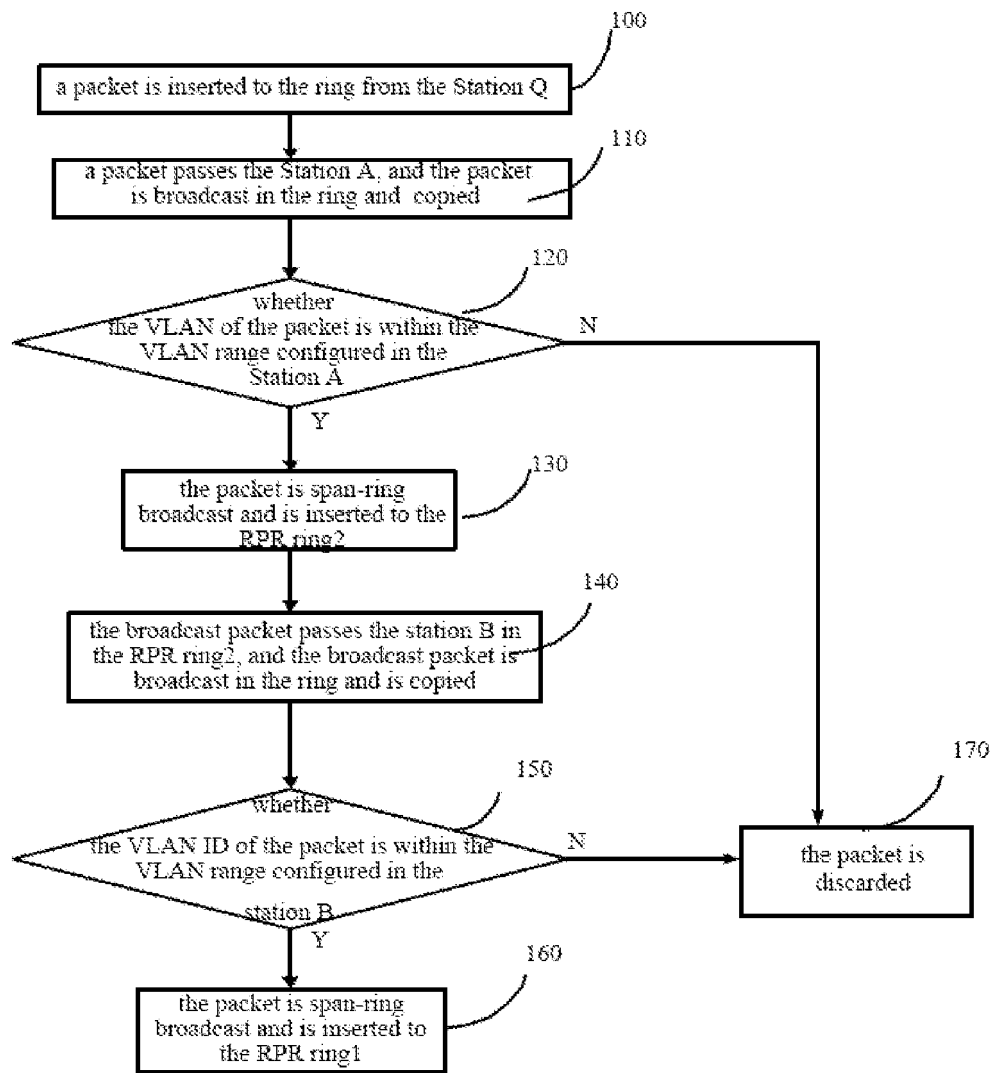 100
a packet is inserted to the ring from the Station Q
110
a packet passes the Station A, and the packet
is broadcast in the ring and copied
120
whether
the VLAN of the packet is within the
VLAN range configured in the
Station A
N
Y
130
the packet is span-ring
broadcast and is inserted to the
RPR ring2
140
the broadcast packet passes the station B in
the RPR ring2, and the broadcast packet is
broadcast in the ring and is copied
150
whether
the VLAN ID of the packet is within the
VLAN range configured in the
station B
N
Y
170
the packet is
discarded
160
the packet is span-ring
broadcast and is inserted to
the RPR ring1